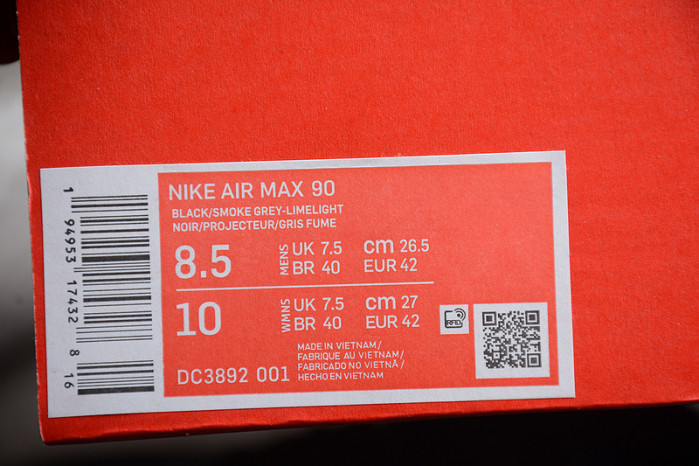 NIKE AIR MAX 90
BLACK/SMOKE GREY-LIMELIGHT
NOIR/PROJECTEUR/GRIS FUME
8.5 MENS UK 7.5 cm 26.5
BR 40 EUR 42
10 WMNS UK 7.5 cm 27
BR 40 EUR 42
RFID
MADE IN VIETNAM/
FABRIQUE AU VIETNAM/
FABRICADO NO VIETNÃ/
HECHO EN VIETNAM
DC3892 001
1 94953 17432 8 16